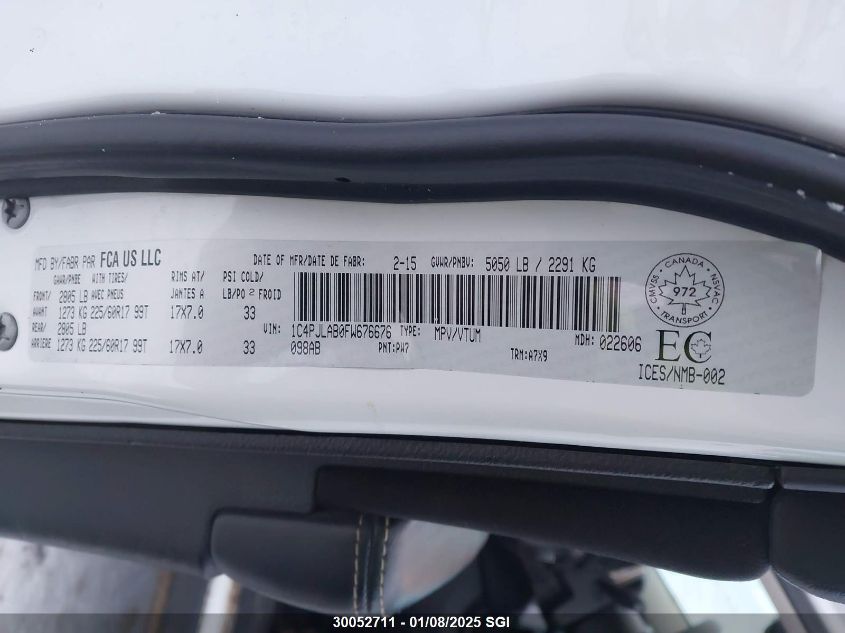 MFD BY/FABR PAR FCA US LLC
DATE OF MFR/DATE DE FABR: 2-15 GVWR/PNBV: 5050 LB / 2291 KG
GAWR/PNBE WITH TIRES/ RIMS AT/ PSI COLD/
FRONT/ 2805 LB AVEC PNEUS JANTES A LB/PO² FROID
AVANT 1273 KG 225/60R17 99T 17X7.0 33
REAR/ 2805 LB
ARRIERE 1273 KG 225/60R17 99T 17X7.0 33
VIN: 1C4PJLAB0FW676676 TYPE: MPV/VTUM MDH: 022606
098AB PNT:PW7 TRM:A7X9
CMVSS - CANADA - NSVAC
972
TRANSPORT
EC
ICES/NMB-002
30052711 - 01/08/2025 SGI